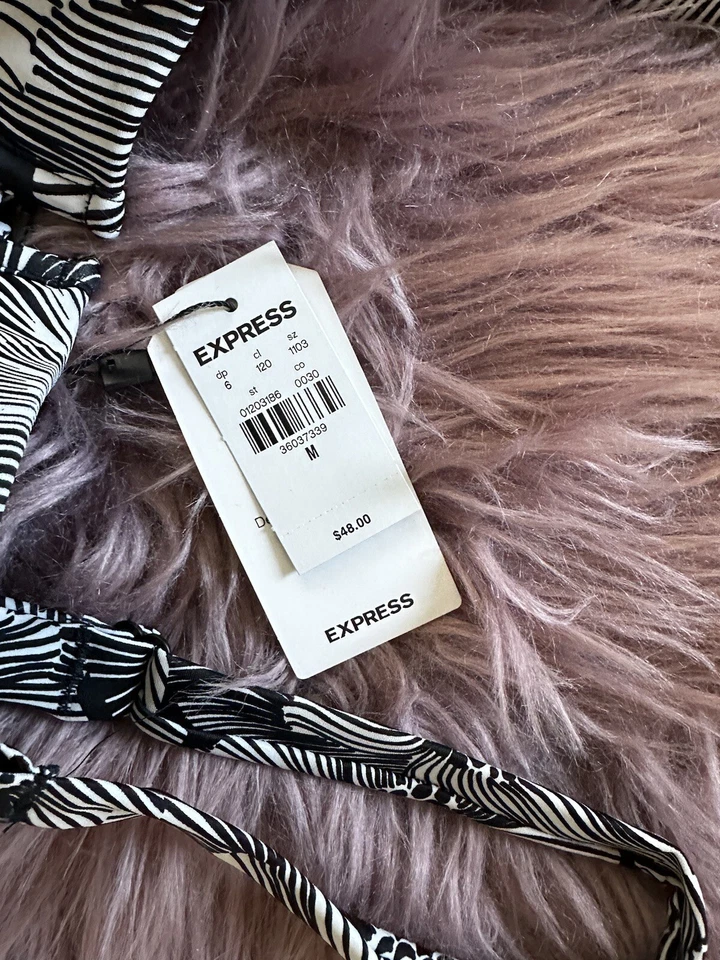 EXPRESS
dp cl sz
6 120 1103
st co
01203186 0030
36037339
M
$48.00
EXPRESS